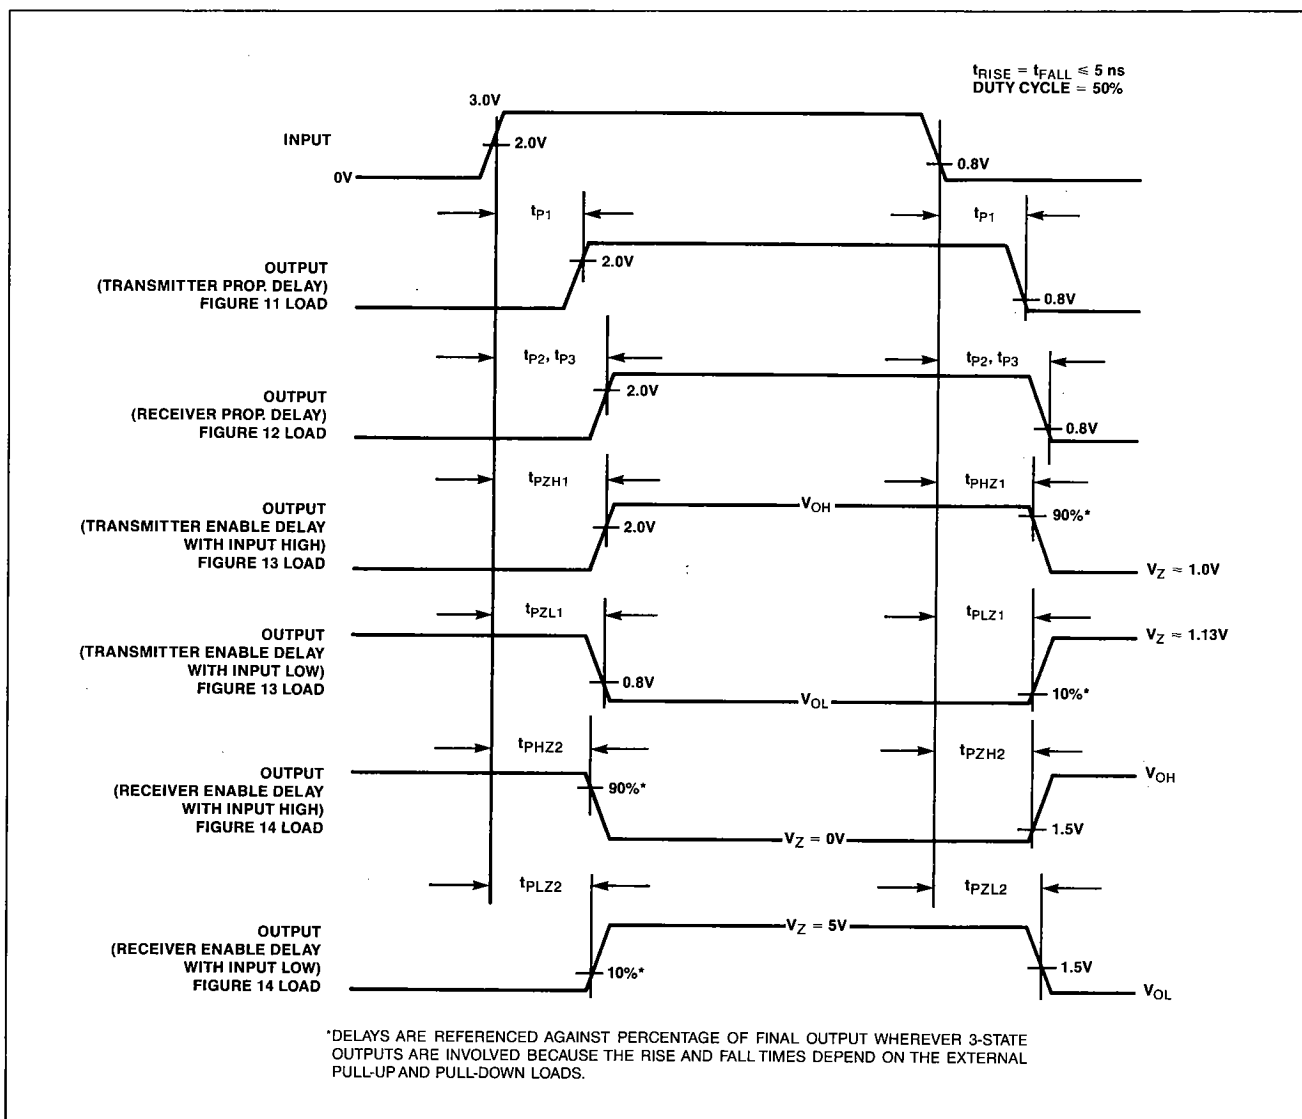 tRISE = tFALL ≤ 5 ns
DUTY CYCLE = 50%
3.0V
INPUT
2.0V
0V
0.8V
tP1
tP1
OUTPUT
(TRANSMITTER PROP. DELAY)
FIGURE 11 LOAD
2.0V
0.8V
tP2, tP3
tP2, tP3
OUTPUT
(RECEIVER PROP. DELAY)
FIGURE 12 LOAD
2.0V
0.8V
tPZH1
tPHZ1
OUTPUT
(TRANSMITTER ENABLE DELAY
WITH INPUT HIGH)
FIGURE 13 LOAD
2.0V
VOH
90%*
VZ ≈ 1.0V
tPZL1
tPLZ1
OUTPUT
(TRANSMITTER ENABLE DELAY
WITH INPUT LOW)
FIGURE 13 LOAD
0.8V
VOL
10%*
VZ ≈ 1.13V
tPHZ2
tPZH2
OUTPUT
(RECEIVER ENABLE DELAY
WITH INPUT HIGH)
FIGURE 14 LOAD
90%*
VZ = 0V
VOH
1.5V
tPLZ2
tPZL2
OUTPUT
(RECEIVER ENABLE DELAY
WITH INPUT LOW)
FIGURE 14 LOAD
10%*
VZ = 5V
1.5V
VOL
*DELAYS ARE REFERENCED AGAINST PERCENTAGE OF FINAL OUTPUT WHEREVER 3-STATE
OUTPUTS ARE INVOLVED BECAUSE THE RISE AND FALL TIMES DEPEND ON THE EXTERNAL
PULL-UP AND PULL-DOWN LOADS.